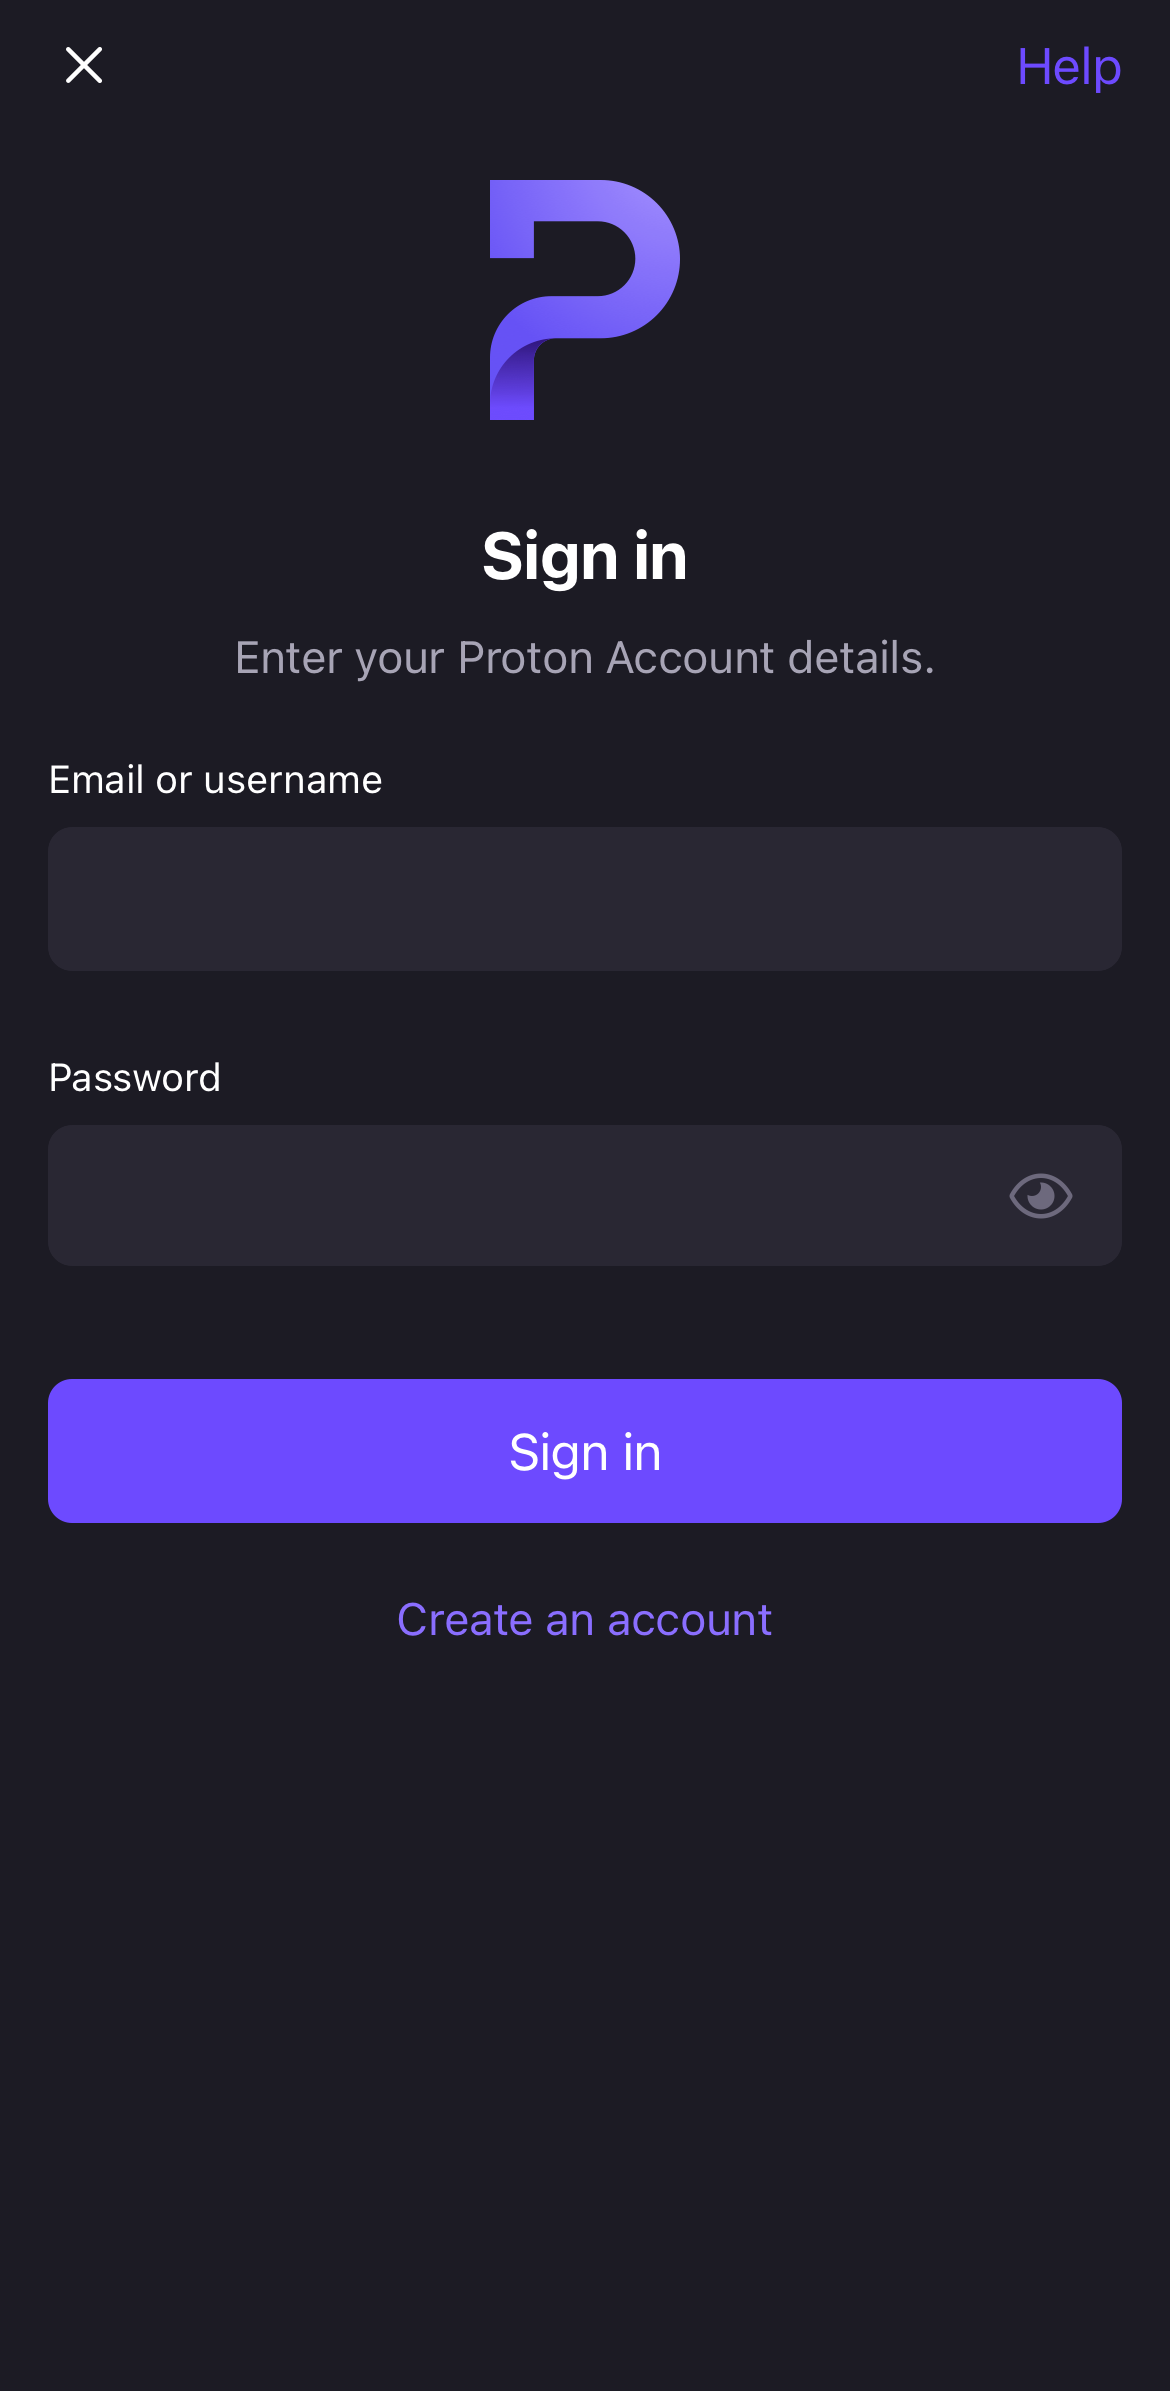 Help
Sign in
Enter your Proton Account details.
Email or username
Password
Sign in
Create an account